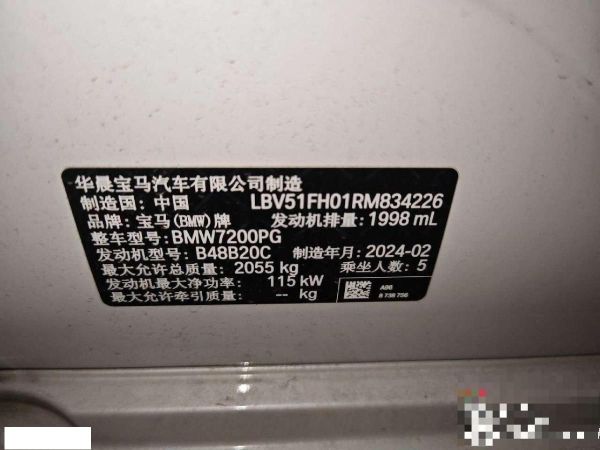 华晨宝马汽车有限公司制造
制造国: 中国 LBV51FH01RM834226
品牌: 宝马(BMW)牌 发动机排量: 1998 mL
整车型号: BMW7200PG
发动机型号: B48B20C 制造年月: 2024-02
最大允许总质量: 2055 kg 乘坐人数: 5
发动机最大净功率: 115 kW
最大允许牵引质量: -- kg
A96
8 738 756